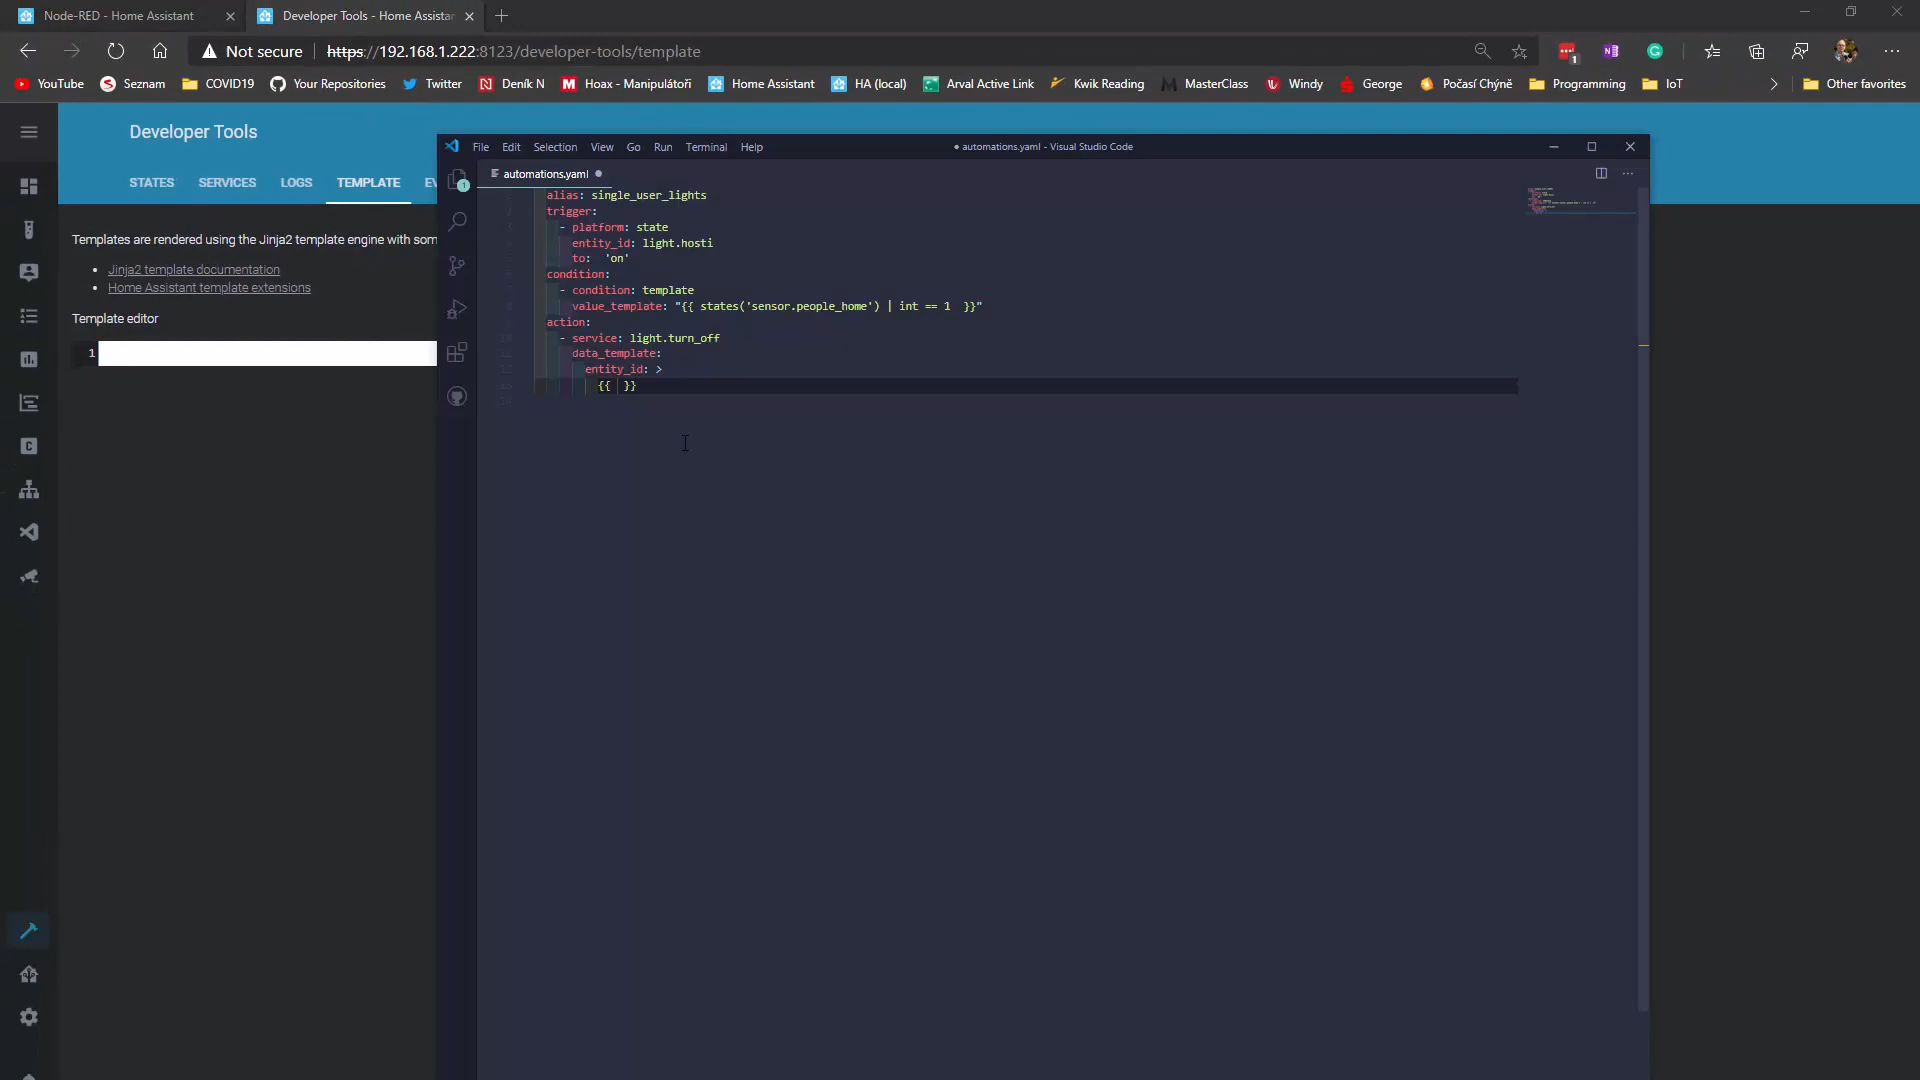 Node-RED - Home Assistant
Developer Tools - Home Assistan
Not secure
https://192.168.1.222:8123/developer-tools/template
1
YouTube
Seznam
COVID19
Your Repositories
Twitter
Deník N
Hoax - Manipulátoři
Home Assistant
HA (local)
Arval Active Link
Kwik Reading
MasterClass
Windy
George
Počasí Chýně
Programming
IoT
Other favorites
Developer Tools
STATES
SERVICES
LOGS
TEMPLATE
EV
Templates are rendered using the Jinja2 template engine with som
Jinja2 template documentation
Home Assistant template extensions
Template editor
1
File
Edit
Selection
View
Go
Run
Terminal
Help
● automations.yaml - Visual Studio Code
automations.yaml
1
alias: single_user_lights
trigger:
- platform: state
entity_id: light.hosti
to:  'on'
condition:
- condition: template
value_template: "{{ states('sensor.people_home') | int == 1  }}"
action:
- service: light.turn_off
data_template:
entity_id: >
{{  }}